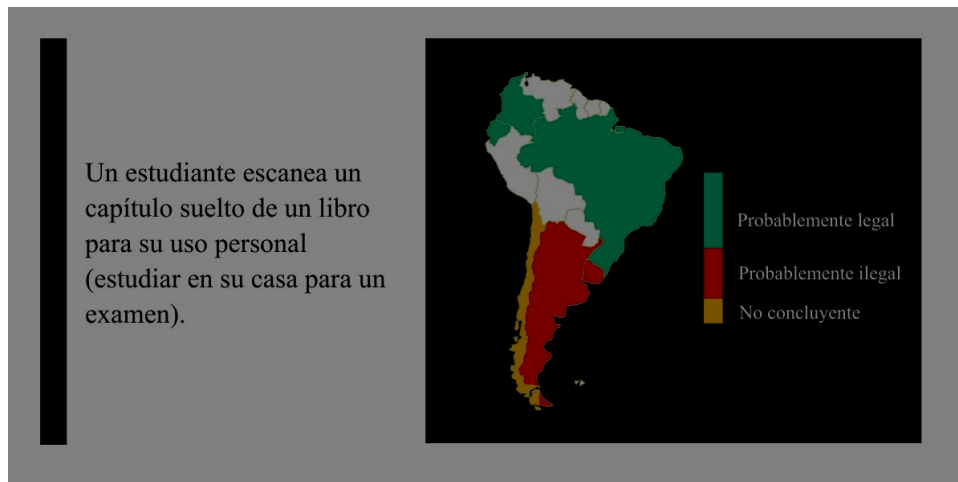 Un estudiante escanea un
capítulo suelto de un libro
para su uso personal
(estudiar en su casa para un
examen).
Probablemente legal
Probablemente ilegal
No concluyente